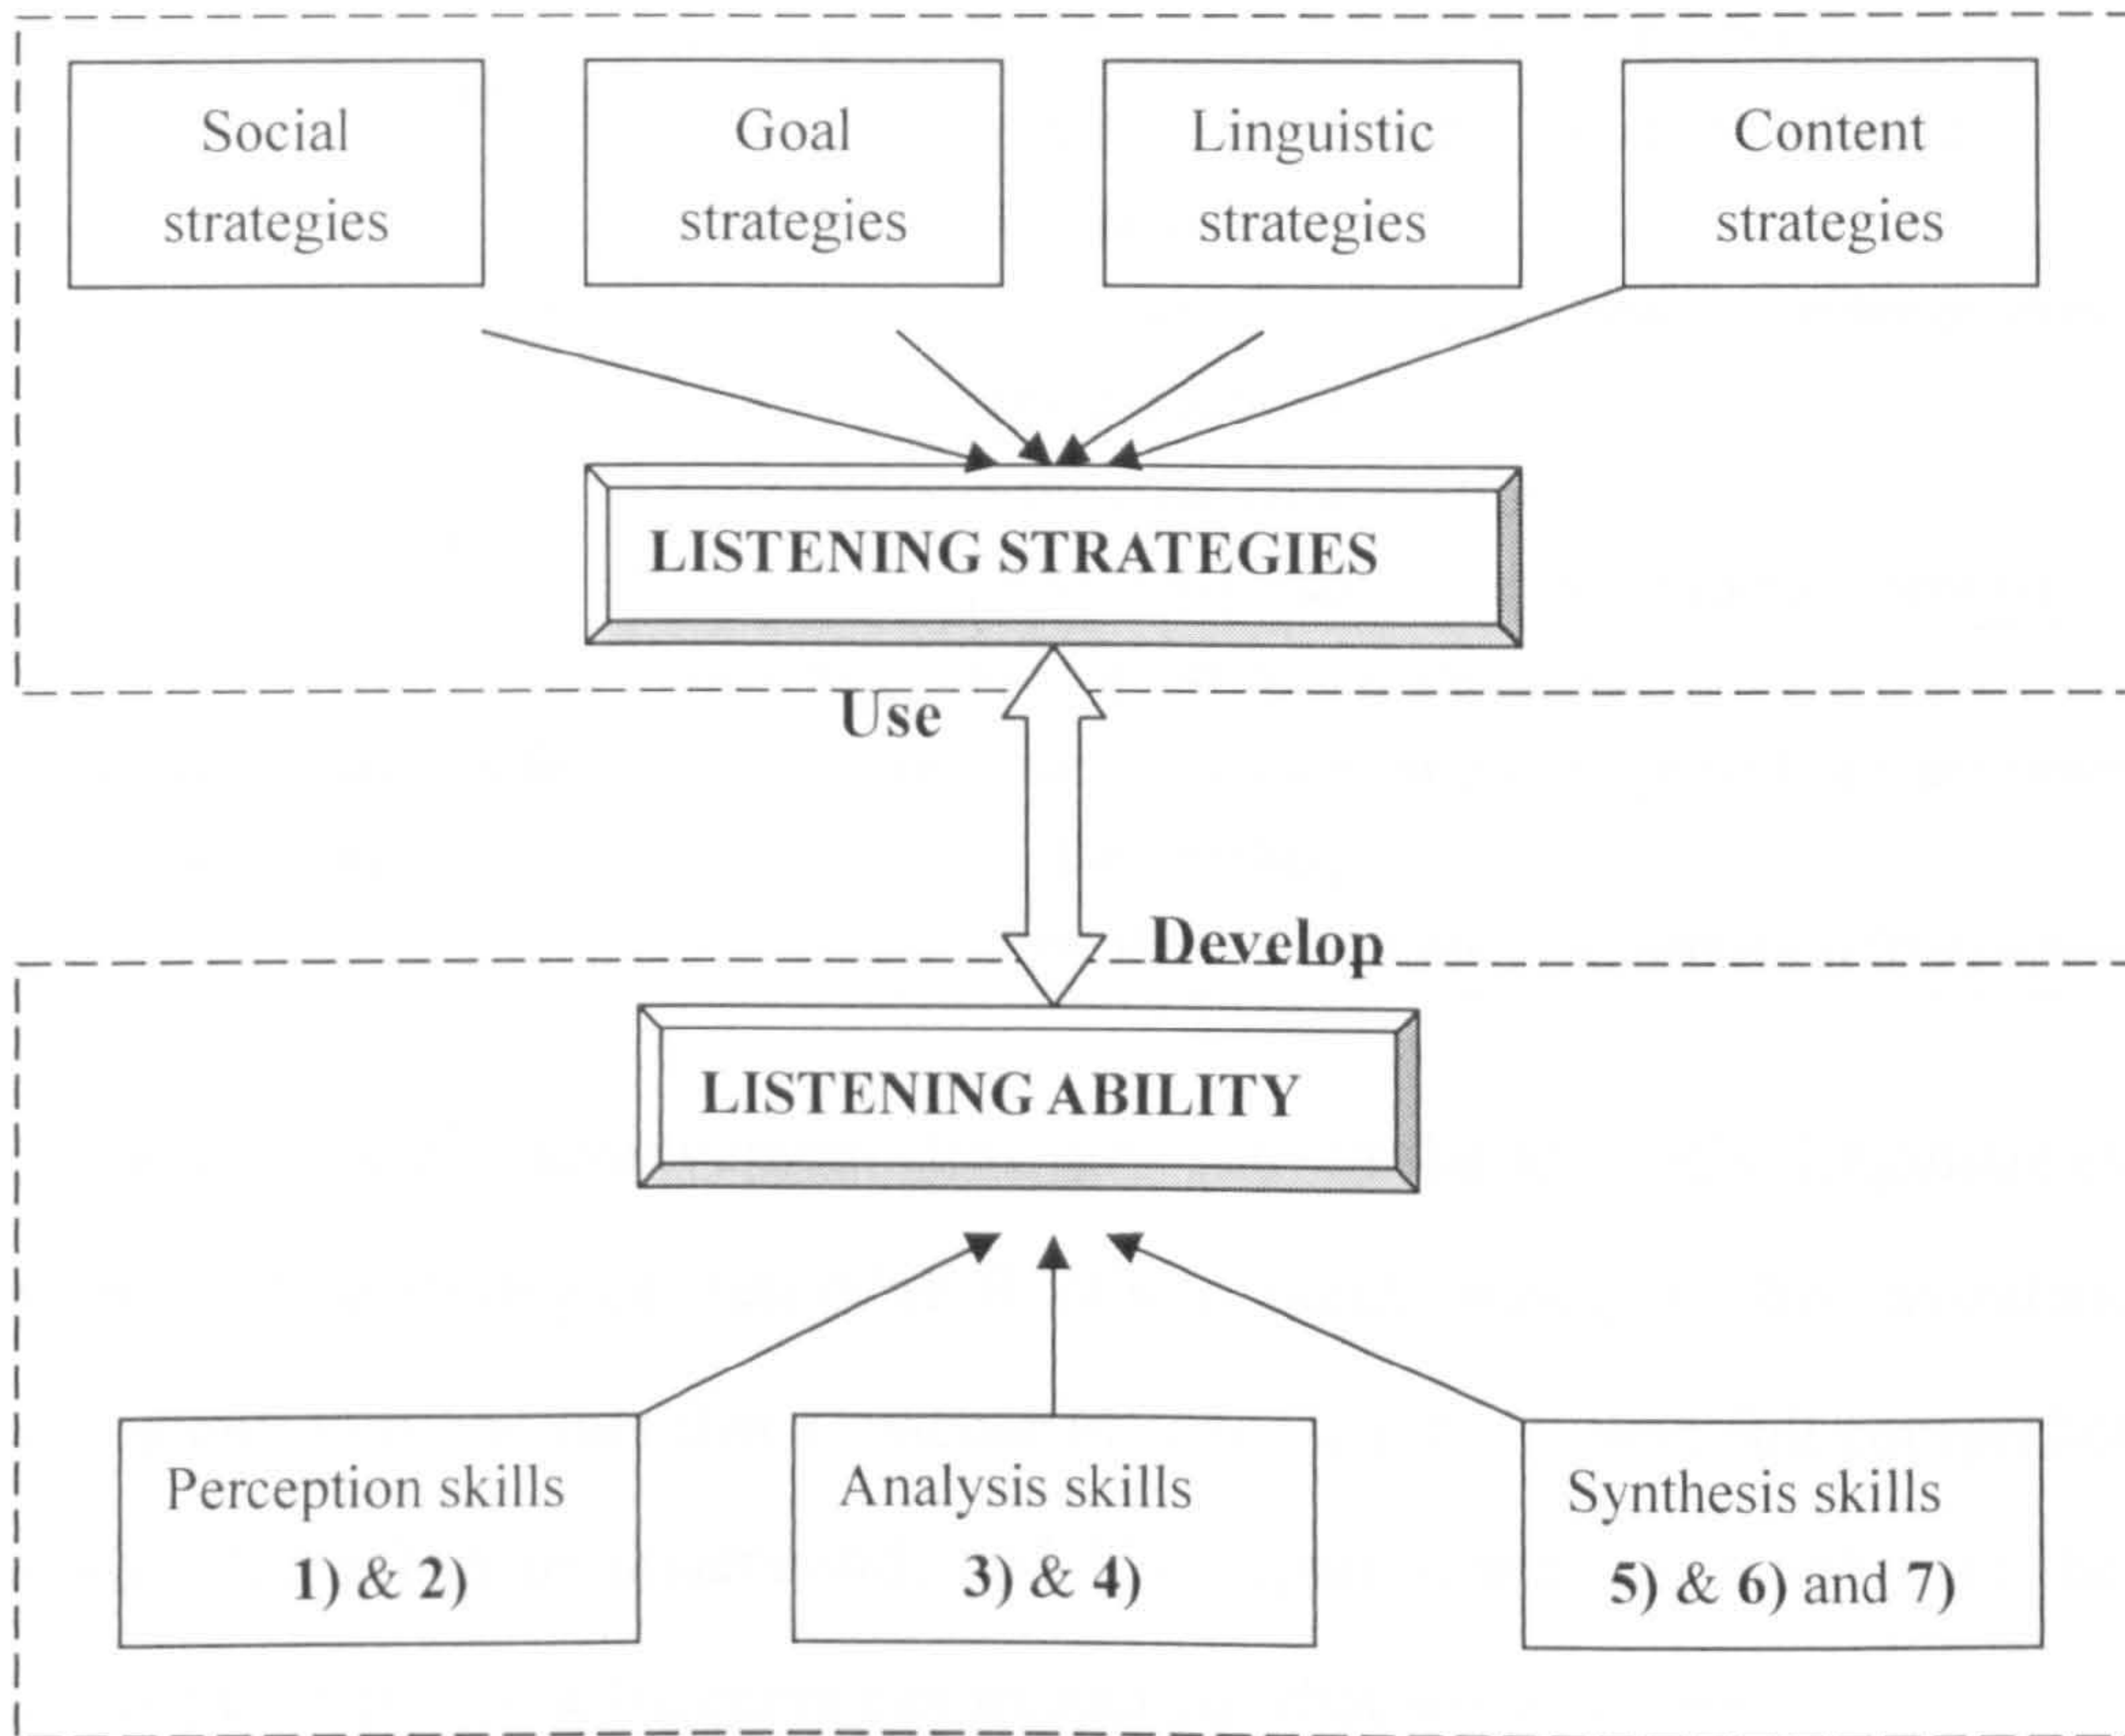 Social
strategies
Goal
strategies
Linguistic
strategies
Content
strategies
LISTENING STRATEGIES
Use
Develop
LISTENING ABILITY
Perception skills
1) & 2)
Analysis skills
3) & 4)
Synthesis skills
5) & 6) and 7)